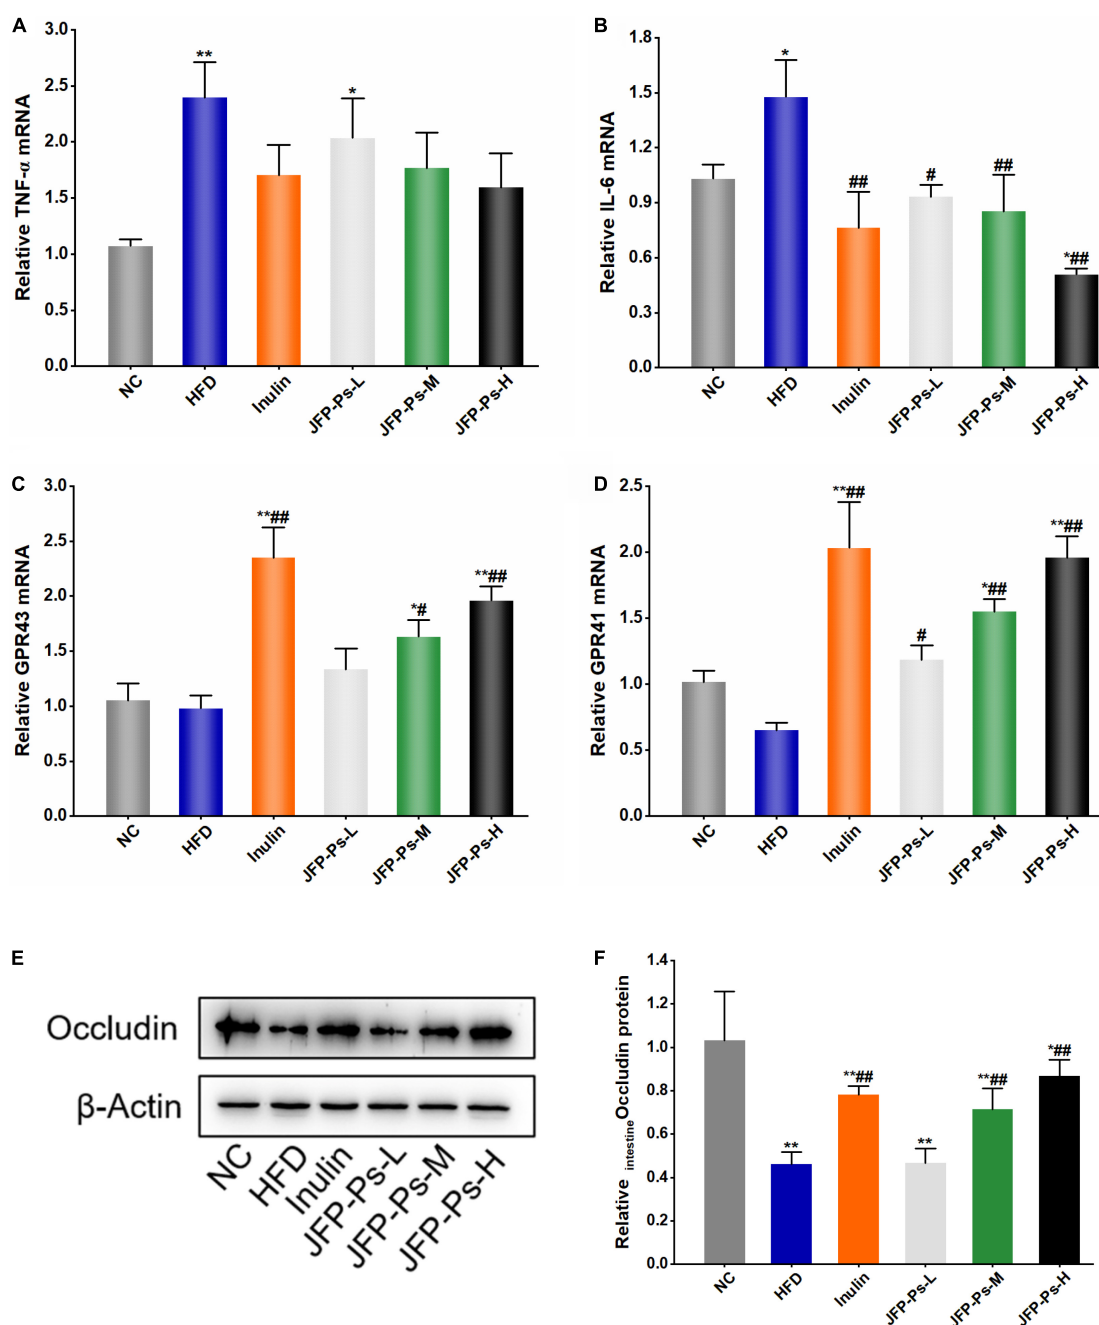 A
Relative TNF-α mRNA
3.0
2.5
2.0
1.5
1.0
0.5
0.0
**
*
NC
HFD
Inulin
JFP-Ps-L
JFP-Ps-M
JFP-Ps-H
B
Relative IL-6 mRNA
1.8
1.5
1.2
0.9
0.6
0.3
0.0
*
##
#
##
*##
NC
HFD
Inulin
JFP-Ps-L
JFP-Ps-M
JFP-Ps-H
C
Relative GPR43 mRNA
3.0
2.5
2.0
1.5
1.0
0.5
0.0
**##
*#
**##
NC
HFD
Inulin
JFP-Ps-L
JFP-Ps-M
JFP-Ps-H
D
Relative GPR41 mRNA
2.5
2.0
1.5
1.0
0.5
0.0
**##
#
*##
**##
NC
HFD
Inulin
JFP-Ps-L
JFP-Ps-M
JFP-Ps-H
E
Occludin
β-Actin
NC
HFD
Inulin
JFP-Ps-L
JFP-Ps-M
JFP-Ps-H
F
Relative intestineOccludin protein
1.4
1.2
1.0
0.8
0.6
0.4
0.2
0.0
**
**##
**
**##
*##
NC
HFD
Inulin
JFP-Ps-L
JFP-Ps-M
JFP-Ps-H